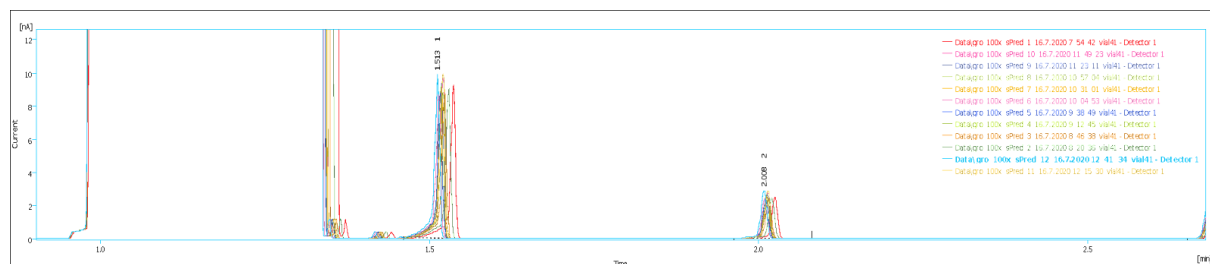 [nA]
12
10
8
6
4
2
0
Current
1.513 1
2.008 2
Data\gro 100x sPred 1 16.7.2020 7 54 42 vial41 - Detector 1
Data\gro 100x sPred 10 16.7.2020 11 49 23 vial41 - Detector 1
Data\gro 100x sPred 9 16.7.2020 11 23 11 vial41 - Detector 1
Data\gro 100x sPred 8 16.7.2020 10 57 04 vial41 - Detector 1
Data\gro 100x sPred 7 16.7.2020 10 31 01 vial41 - Detector 1
Data\gro 100x sPred 6 16.7.2020 10 04 53 vial41 - Detector 1
Data\gro 100x sPred 5 16.7.2020 9 38 49 vial41 - Detector 1
Data\gro 100x sPred 4 16.7.2020 9 12 45 vial41 - Detector 1
Data\gro 100x sPred 3 16.7.2020 8 46 38 vial41 - Detector 1
Data\gro 100x sPred 2 16.7.2020 8 20 36 vial41 - Detector 1
Data\gro 100x sPred 12 16.7.2020 12 41 34 vial41 - Detector 1
Data\gro 100x sPred 11 16.7.2020 12 15 30 vial41 - Detector 1
1.0
1.5
2.0
2.5
Time